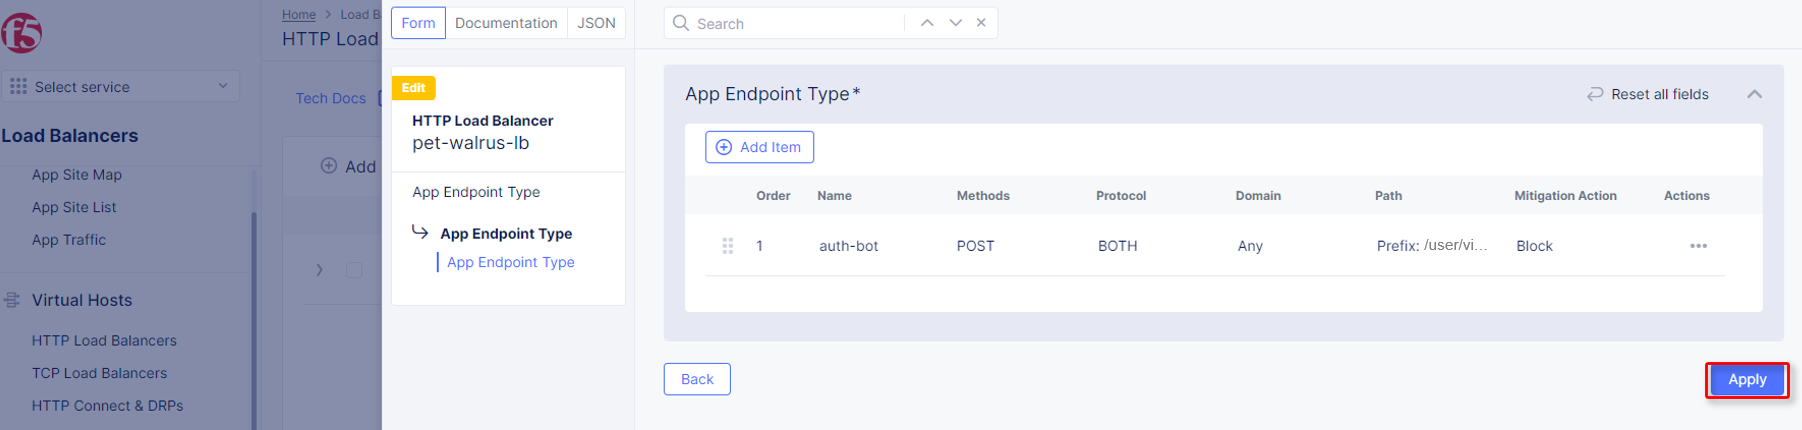 f5
Select service
Load Balancers
App Site Map
App Site List
App Traffic
Virtual Hosts
HTTP Load Balancers
TCP Load Balancers
HTTP Connect & DRPs
Home > Load B
HTTP Load
Tech Docs
Add
Form
Documentation
JSON
Edit
HTTP Load Balancer
pet-walrus-lb
App Endpoint Type
App Endpoint Type
App Endpoint Type
Search
App Endpoint Type*
Reset all fields
Add Item
Order Name Methods Protocol Domain Path Mitigation Action Actions
1 auth-bot POST BOTH Any Prefix: /user/vi... Block
Back
Apply